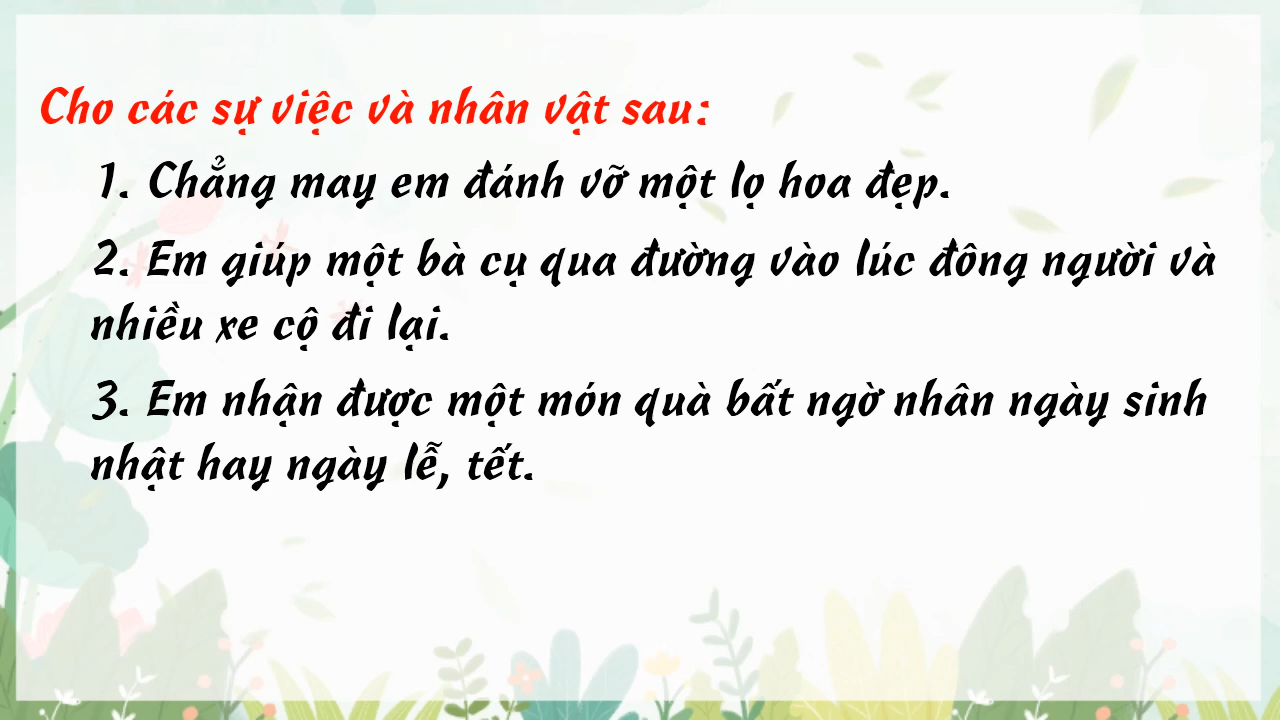 Cho các sự việc và nhân vật sau:
1. Chẳng may em đánh vỡ một lọ hoa đẹp.
2. Em giúp một bà cụ qua đường vào lúc đông người và
nhiều xe cộ đi lại.
3. Em nhận được một món quà bất ngờ nhân ngày sinh
nhật hay ngày lễ, tết.